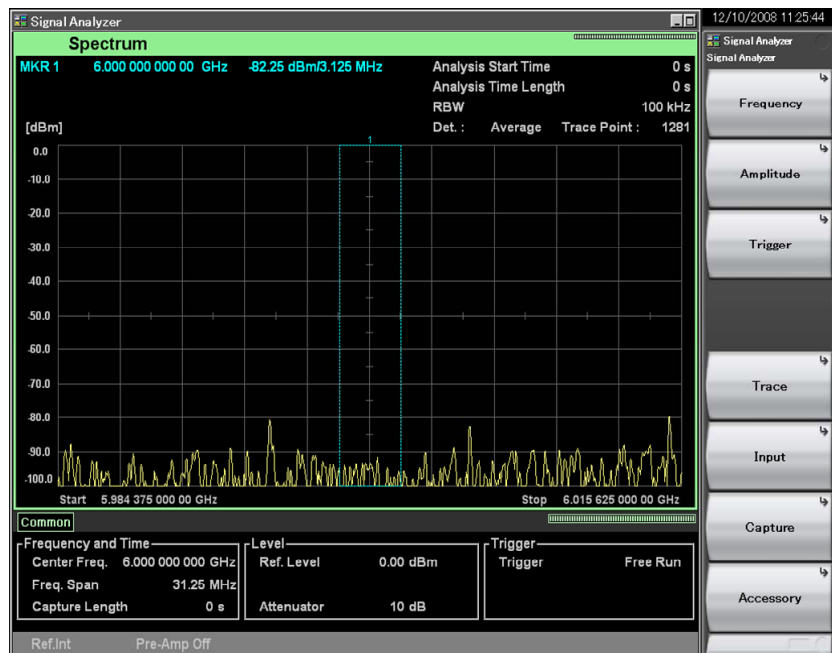 Signal Analyzer
12/10/2008 11:25:44
Spectrum
MKR 1 6.000 000 000 00 GHz -82.25 dBm/3.125 MHz
Analysis Start Time 0 s
Analysis Time Length 0 s
RBW 100 kHz
[dBm]
Det. : Average Trace Point : 1281
1
0.0
-10.0
-20.0
-30.0
-40.0
-50.0
-60.0
-70.0
-80.0
-90.0
-100.0
Start 5.984 375 000 00 GHz
Stop 6.015 625 000 00 GHz
Common
Frequency and Time
Center Freq. 6.000 000 000 GHz
Freq. Span 31.25 MHz
Capture Length 0 s
Level
Ref. Level 0.00 dBm
Attenuator 10 dB
Trigger
Trigger Free Run
Ref.Int Pre-Amp Off
Signal Analyzer
Signal Analyzer
Frequency
Amplitude
Trigger
Trace
Input
Capture
Accessory